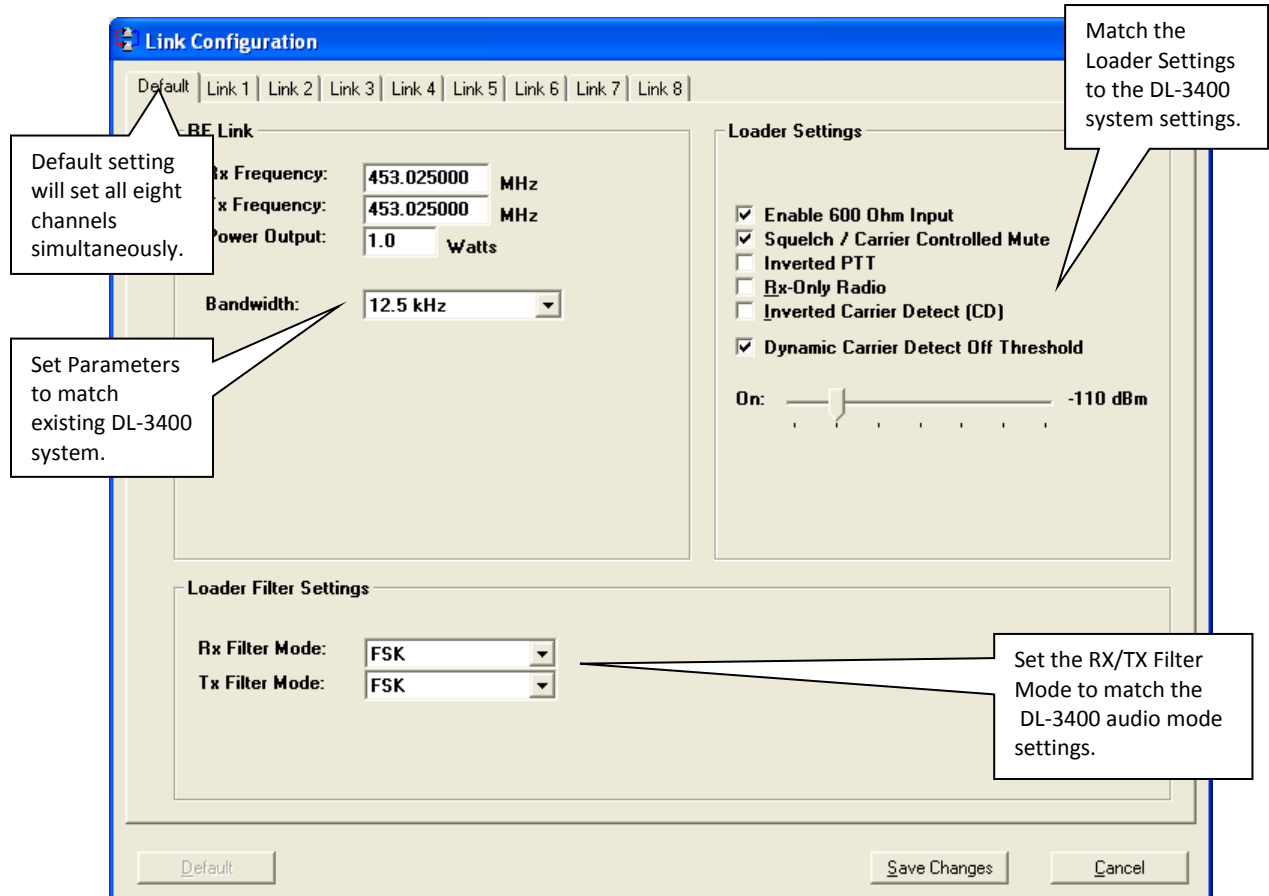 Link Configuration
Default
Link 1
Link 2
Link 3
Link 4
Link 5
Link 6
Link 7
Link 8
Match the
Loader Settings
to the DL-3400
system settings.
Default setting
will set all eight
channels
simultaneously.
RF Link
Rx Frequency: 453.025000 MHz
Tx Frequency: 453.025000 MHz
Power Output: 1.0 Watts
Bandwidth: 12.5 kHz
Set Parameters
to match
existing DL-3400
system.
Loader Settings
Enable 600 Ohm Input
Squelch / Carrier Controlled Mute
Inverted PTT
Rx-Only Radio
Inverted Carrier Detect (CD)
Dynamic Carrier Detect Off Threshold
On: -110 dBm
Loader Filter Settings
Rx Filter Mode: FSK
Tx Filter Mode: FSK
Set the RX/TX Filter
Mode to match the
DL-3400 audio mode
settings.
Default
Save Changes
Cancel